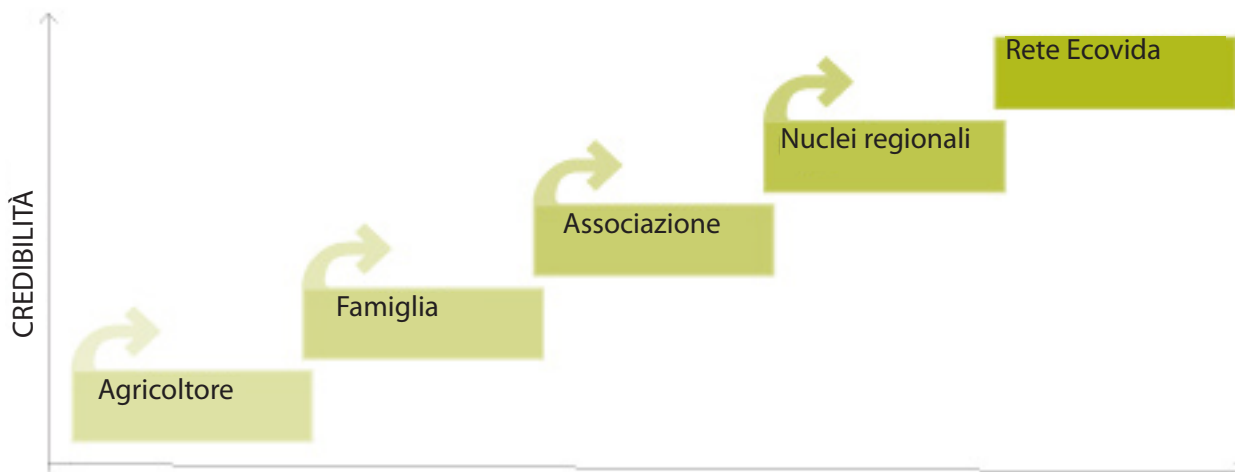 Rete Ecovida
Nuclei regionali
Associazione
Famiglia
Agricoltore
CREDIBILITÀ